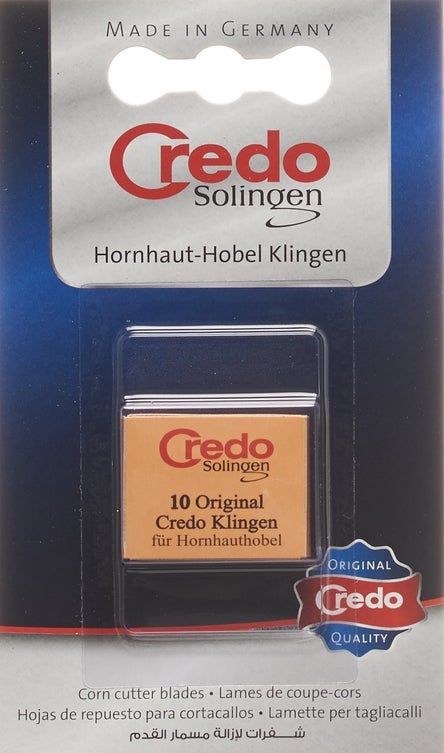 MADE IN GERMANY
Credo
Solingen
Hornhaut-Hobel Klingen
Credo
Solingen
10 Original
Credo Klingen
für Hornhauthobel
ORIGINAL
Credo
QUALITY
Corn cutter blades • Lames de coupe-cors
Hojas de repuesto para cortacallos • Lamette per tagliacalli
شفرات لإزالة مسمار القدم